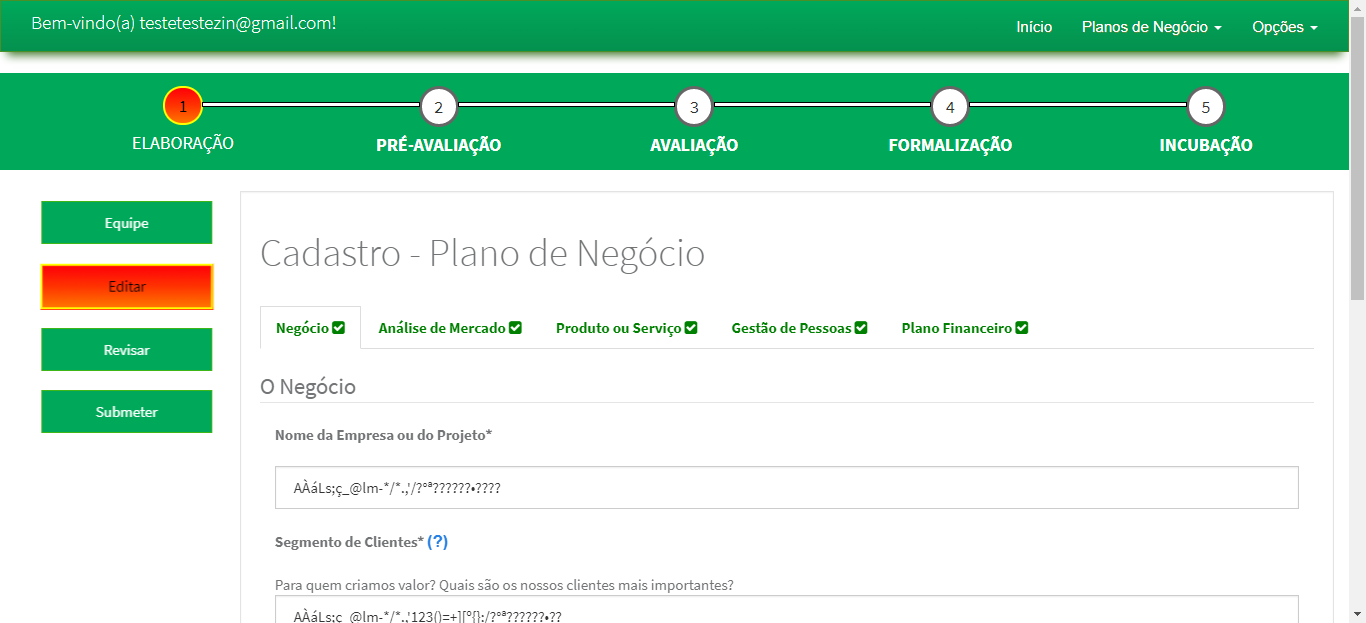 Bem-vindo(a) testetestezin@gmail.com!
Início Planos de Negócio Opções
1 2 3 4 5
ELABORAÇÃO PRÉ-AVALIAÇÃO AVALIAÇÃO FORMALIZAÇÃO INCUBAÇÃO
Equipe
Editar
Revisar
Submeter
Cadastro - Plano de Negócio
Negócio Análise de Mercado Produto ou Serviço Gestão de Pessoas Plano Financeiro
O Negócio
Nome da Empresa ou do Projeto*
AÀáLs;ç_@lm-*/*.,'/?°ª??????•????
Segmento de Clientes* (?)
Para quem criamos valor? Quais são os nossos clientes mais importantes?
AÀáLs;ç_@lm-*/*.,'123()=+][º{}:/?°ª??????•??